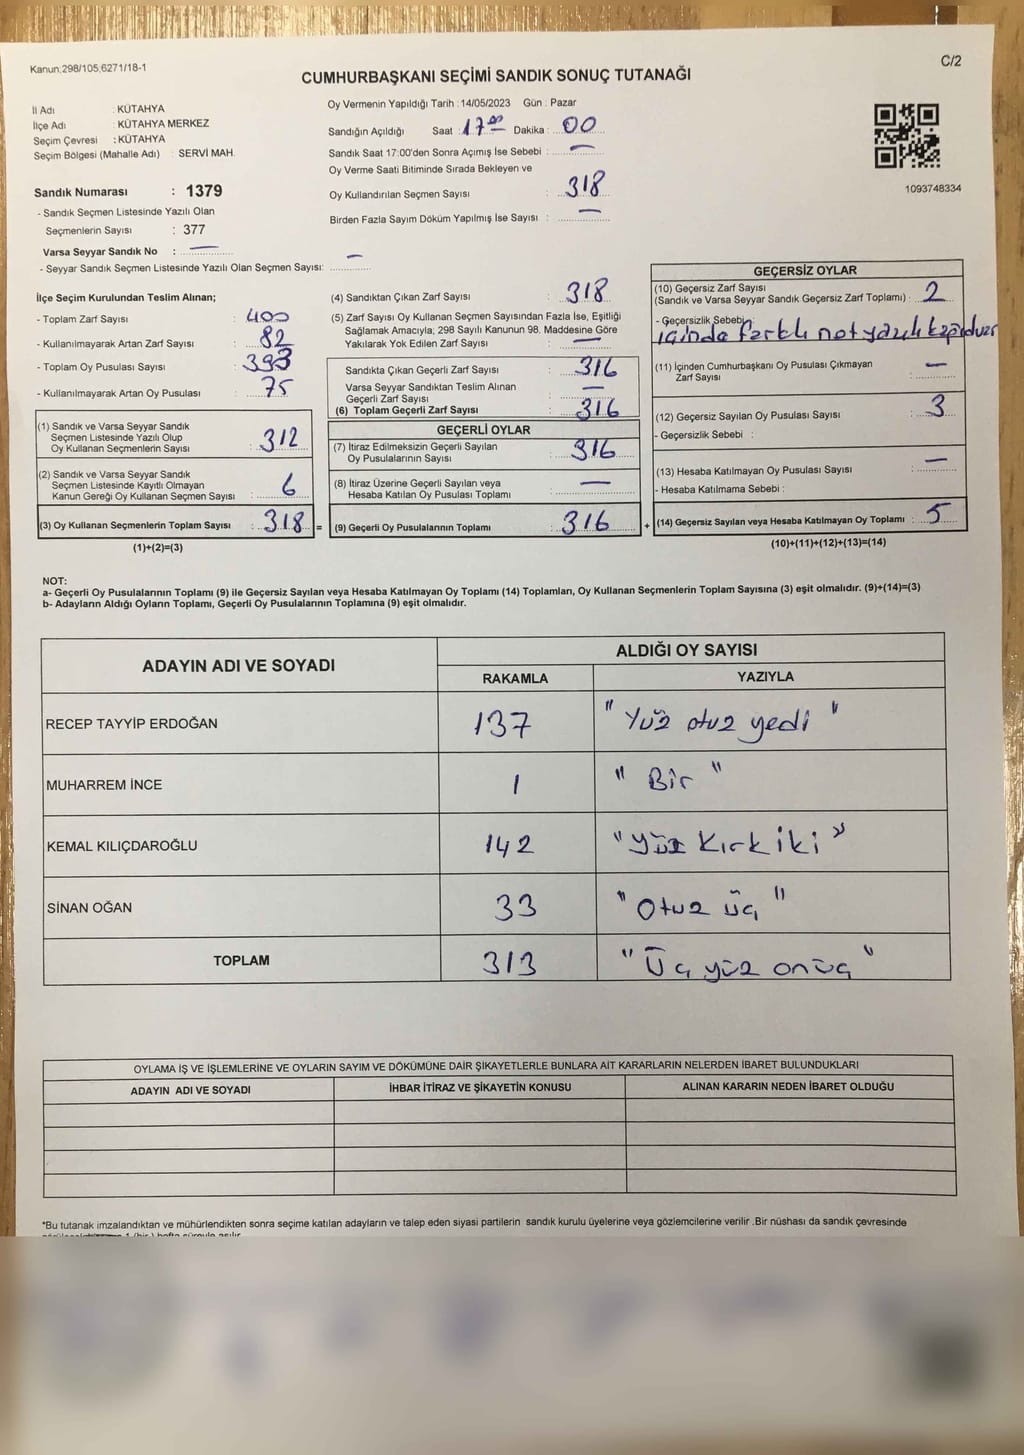 Kanun:298/105,6271/18-1
C/2
CUMHURBAŞKANI SEÇİMİ SANDIK SONUÇ TUTANAĞI
İl Adı : KÜTAHYA
İlçe Adı : KÜTAHYA MERKEZ
Seçim Çevresi : KÜTAHYA
Seçim Bölgesi (Mahalle Adı) : SERVİ MAH.
Sandık Numarası : 1379
- Sandık Seçmen Listesinde Yazılı Olan
Seçmenlerin Sayısı : 377
Varsa Seyyar Sandık No : —
- Seyyar Sandık Seçmen Listesinde Yazılı Olan Seçmen Sayısı: —
Oy Vermenin Yapıldığı Tarih : 14/05/2023 Gün : Pazar
Sandığın Açıldığı Saat : 17:00 Dakika : 00
Sandık Saat 17:00'den Sonra Açımış İse Sebebi : —
Oy Verme Saati Bitiminde Sırada Bekleyen ve
Oy Kullandırılan Seçmen Sayısı : 318
Birden Fazla Sayım Döküm Yapılmış İse Sayısı : —
1093748334
İlçe Seçim Kurulundan Teslim Alınan;
- Toplam Zarf Sayısı : 400
- Kullanılmayarak Artan Zarf Sayısı : 82
- Toplam Oy Pusulası Sayısı : 393
- Kullanılmayarak Artan Oy Pusulası : 75
(1) Sandık ve Varsa Seyyar Sandık
Seçmen Listesinde Yazılı Olup
Oy Kullanan Seçmenlerin Sayısı : 312
(2) Sandık ve Varsa Seyyar Sandık
Seçmen Listesinde Kayıtlı Olmayan
Kanun Gereği Oy Kullanan Seçmen Sayısı : 6
(3) Oy Kullanan Seçmenlerin Toplam Sayısı : 318 =
(1)+(2)=(3)
(4) Sandıktan Çıkan Zarf Sayısı : 318
(5) Zarf Sayısı Oy Kullanan Seçmen Sayısından Fazla İse, Eşitliği
Sağlamak Amacıyla; 298 Sayılı Kanunun 98. Maddesine Göre
Yakılarak Yok Edilen Zarf Sayısı : —
Sandıkta Çıkan Geçerli Zarf Sayısı : 316
Varsa Seyyar Sandıktan Teslim Alınan
Geçerli Zarf Sayısı : —
(6) Toplam Geçerli Zarf Sayısı : 316
GEÇERLİ OYLAR
(7) İtiraz Edilmeksizin Geçerli Sayılan
Oy Pusulalarının Sayısı : 316
(8) İtiraz Üzerine Geçerli Sayılan veya
Hesaba Katılan Oy Pusulası Toplamı : —
(9) Geçerli Oy Pusulalarının Toplamı : 316 +
GEÇERSİZ OYLAR
(10) Geçersiz Zarf Sayısı
(Sandık ve Varsa Seyyar Sandık Geçersiz Zarf Toplamı) : 2
- Geçersizlik Sebebi :
içinde farklı not yazılı
(11) İçinden Cumhurbaşkanı Oy Pusulası Çıkmayan
Zarf Sayısı : —
(12) Geçersiz Sayılan Oy Pusulası Sayısı : 3
- Geçersizlik Sebebi :
(13) Hesaba Katılmayan Oy Pusulası Sayısı : —
- Hesaba Katılmama Sebebi :
(14) Geçersiz Sayılan veya Hesaba Katılmayan Oy Toplamı : 5
(10)+(11)+(12)+(13)=(14)
NOT:
a- Geçerli Oy Pusulalarının Toplamı (9) ile Geçersiz Sayılan veya Hesaba Katılmayan Oy Toplamı (14) Toplamları, Oy Kullanan Seçmenlerin Toplam Sayısına (3) eşit olmalıdır. (9)+(14)=(3)
b- Adayların Aldığı Oyların Toplamı, Geçerli Oy Pusulalarının Toplamına (9) eşit olmalıdır.
ADAYIN ADI VE SOYADI
ALDIĞI OY SAYISI
RAKAMLA YAZIYLA
RECEP TAYYİP ERDOĞAN 137 "Yüz otuz yedi"
MUHARREM İNCE 1 "Bir"
KEMAL KILIÇDAROĞLU 142 "Yüz Kırk iki"
SİNAN OĞAN 33 "Otuz üç"
TOPLAM 313 "Üç yüz onüç"
OYLAMA İŞ VE İŞLEMLERİNE VE OYLARIN SAYIM VE DÖKÜMÜNE DAİR ŞİKAYETLERLE BUNLARA AİT KARARLARIN NELERDEN İBARET BULUNDUKLARI
ADAYIN ADI VE SOYADI İHBAR İTİRAZ VE ŞİKAYETİN KONUSU ALINAN KARARIN NEDEN İBARET OLDUĞU
*Bu tutanak imzalandıktan ve mühürlendikten sonra seçime katılan adayların ve talep eden siyasi partilerin sandık kurulu üyelerine veya gözlemcilerine verilir .Bir nüshası da sandık çevresinde